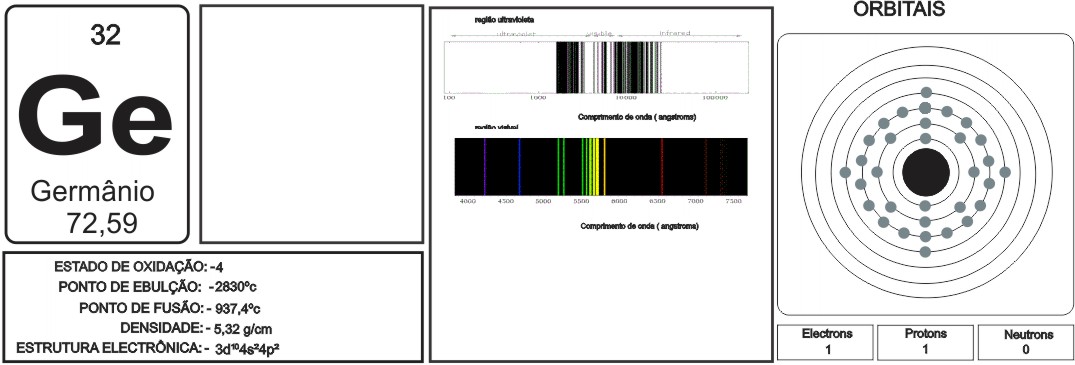 32
Ge
Germânio
72,59
ESTADO DE OXIDAÇÃO: -4
PONTO DE EBULÇÃO: -2830ºc
PONTO DE FUSÃO: - 937,4ºc
DENSIDADE: - 5,32 g/cm
ESTRUTURA ELECTRÔNICA: - 3d¹⁰4s²4p²
região ultravioleta
ultraviolet visible infrared
100 1000 10000 100000
Comprimento de onda ( angstroms)
região visível
4000 4500 5000 5500 6000 6500 7000 7500
Comprimento de onda ( angstroms)
ORBITAIS
Electrons
1
Protons
1
Neutrons
0